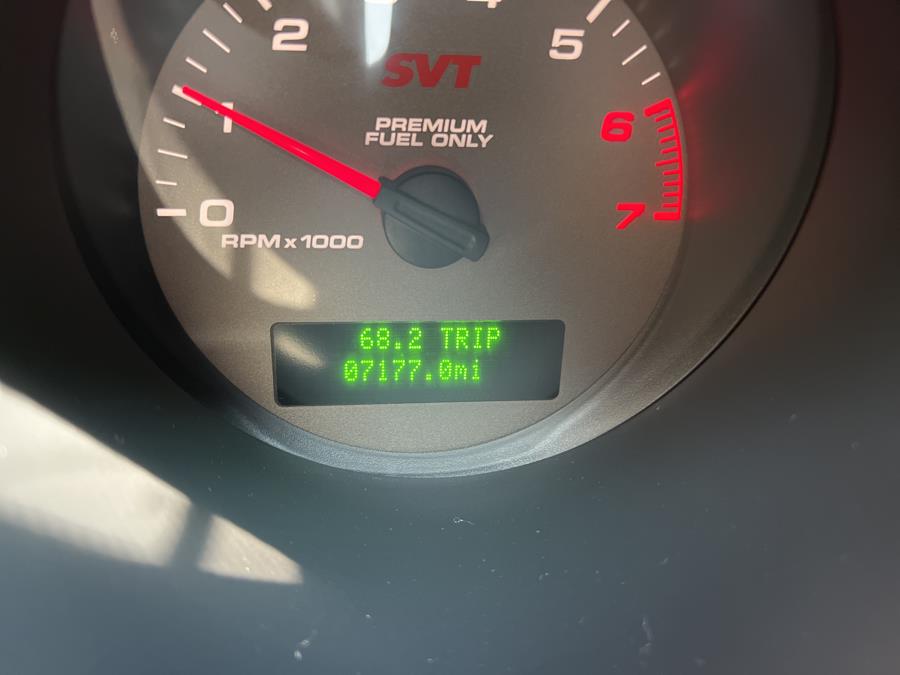 2
5
SVT
1
PREMIUM
FUEL ONLY
6
0
7
RPM x 1000
68.2 TRIP
07177.0mi